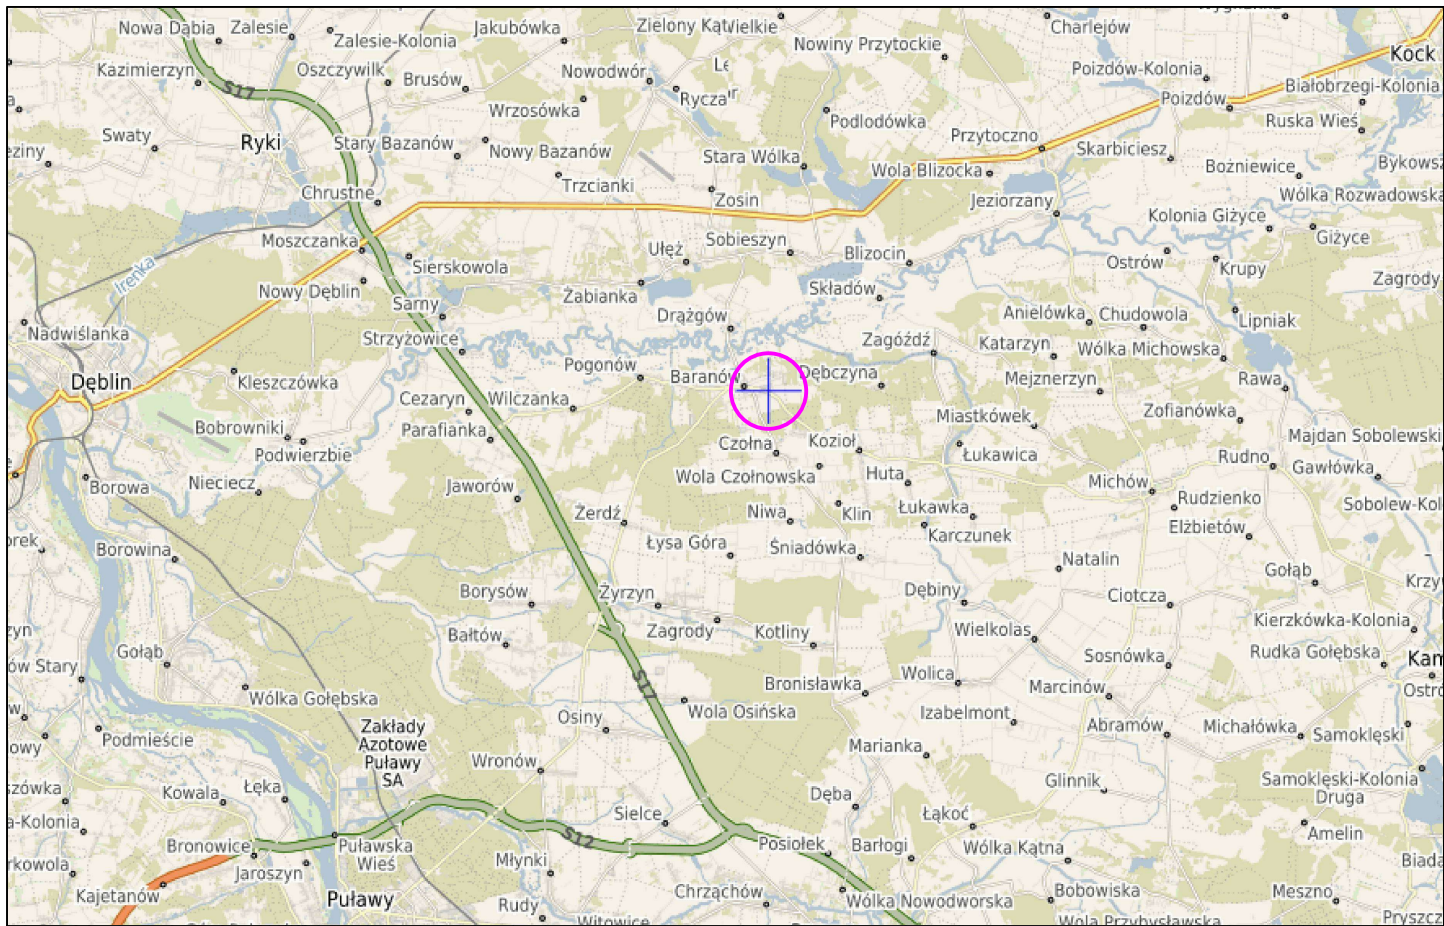 Nowa Dąbia
Zalesie
Zalesie-Kolonia
Jakubówka
Zielony Kąt
Wielkie
Nowiny Przytockie
Charlejów
Kock
Kazimierzyn
Oszczywilk
Brusów
Nowodwór
Rycza
Poizdów-Kolonia
Poizdów
Białobrzegi-Kolonia
S17
Wrzosówka
Podlodówka
Ruska Wieś
Swaty
Ryki
Stary Bazanów
Nowy Bazanów
Stara Wólka
Przytoczno
Skarbiciesz
Wola Blizocka
Bożniewice
Trzcianki
Chrustne
Zosin
Jeziorzany
Wólka Rozwadowska
Kolonia Giżyce
Giżyce
Moszczanka
Ułęż
Sobieszyn
Blizocin
Irenka
Sierskowola
Ostrów
Krupy
Zagrody
Nowy Dęblin
Żabianka
Składów
Sarny
Drążgów
Anielówka
Chudowola
Lipniak
Nadwiślanka
Strzyżowice
Zagóźdź
Katarzyn
Wólka Michowska
Dęblin
Kleszczówka
Pogonów
Baranów
Dębczyna
Mejznerzyn
Rawa
Cezaryn
Wilczanka
Miastkówek
Zofianówka
Bobrowniki
Parafianka
Czołna
Kozioł
Łukawica
Majdan Sobolewski
Podwierzbie
Rudno
Gawłówka
Borowa
Nieciecz
Jaworów
Wola Czołnowska
Huta
Michów
Rudzienko
Żerdź
Niwa
Klin
Łukawka
Elżbietów
Karczunek
Borowina
Łysa Góra
Śniadówka
Natalin
Gołąb
Borysów
Żyrzyn
Dębiny
Ciotcza
Bałtów
Zagrody
Kotliny
Wielkolas
Kierzkówka-Kolonia
Gołąb
Sosnówka
Rudka Gołębska
Wólka Gołębska
S17
Bronisławka
Wolica
Marcinów
Osiny
Wola Osińska
Izabelmont
Abramów
Michałówka
Samoklęski
Podmieście
Zakłady
Azotowe
Puławy
SA
Wronów
Marianka
Glinnik
Samoklęski-Kolonia
Druga
Kowala
Łęka
Sielce
Dęba
Łąkoć
Amelin
S12
Bronowice
Puławska
Wieś
Posiołek
Barłogi
Wólka Kątna
Jaroszyn
Młynki
Kajetanów
Puławy
Chrząchów
Wólka Nowodworska
Bobowiska
Meszno
Rudy
Witowice
Wola Przybysławska